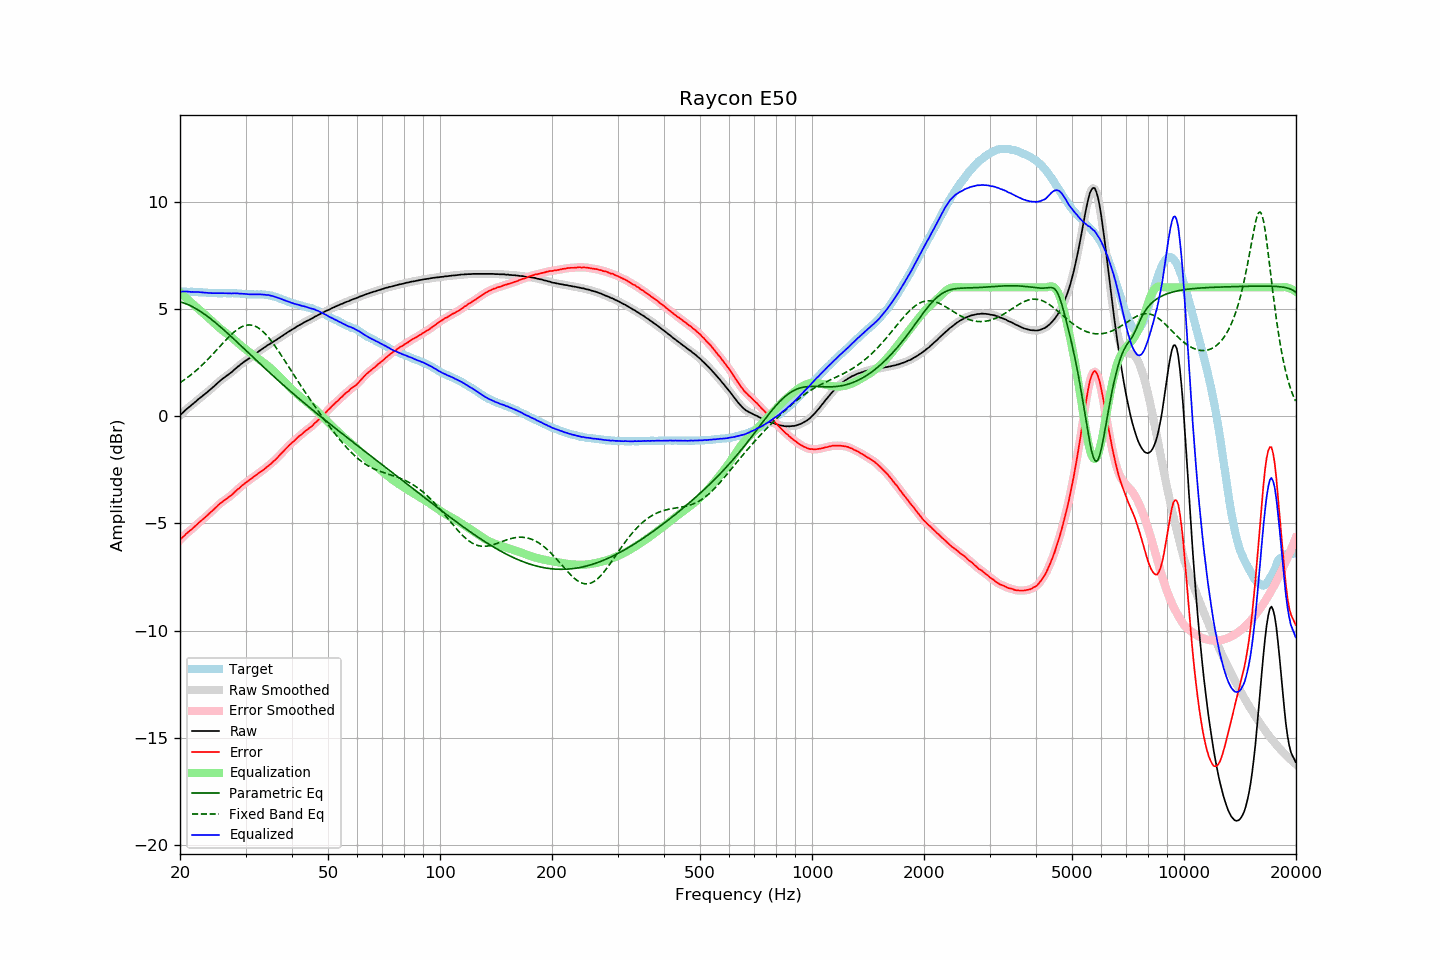 Raycon E50
Amplitude (dBr)
10
5
0
−5
−10
−15
−20
Target
Raw Smoothed
Error Smoothed
Raw
Error
Equalization
Parametric Eq
Fixed Band Eq
Equalized
20 50 100 200 500 1000 2000 5000 10000 20000
Frequency (Hz)